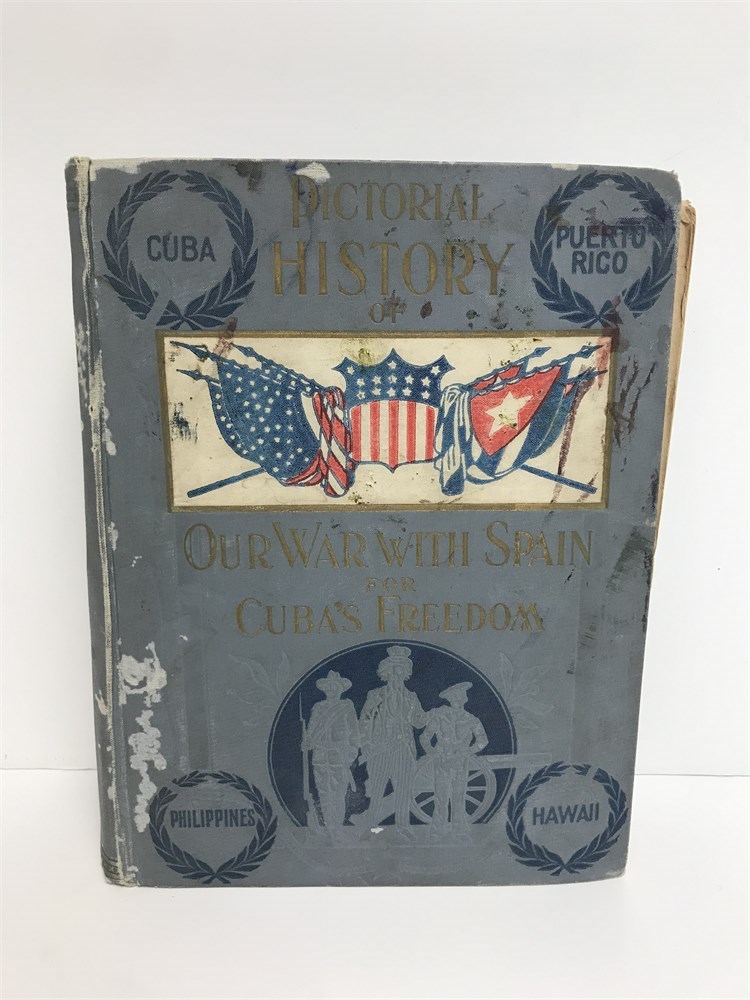 CUBA
PICTORIAL
HISTORY
OF
PUERTO
RICO
OUR WAR WITH SPAIN
FOR
CUBA'S FREEDOM
PHILIPPINES
HAWAII